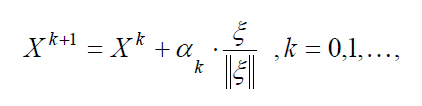 X^{k+1} = X^k + α_k · ξ / ‖ξ‖ , k = 0,1,…,